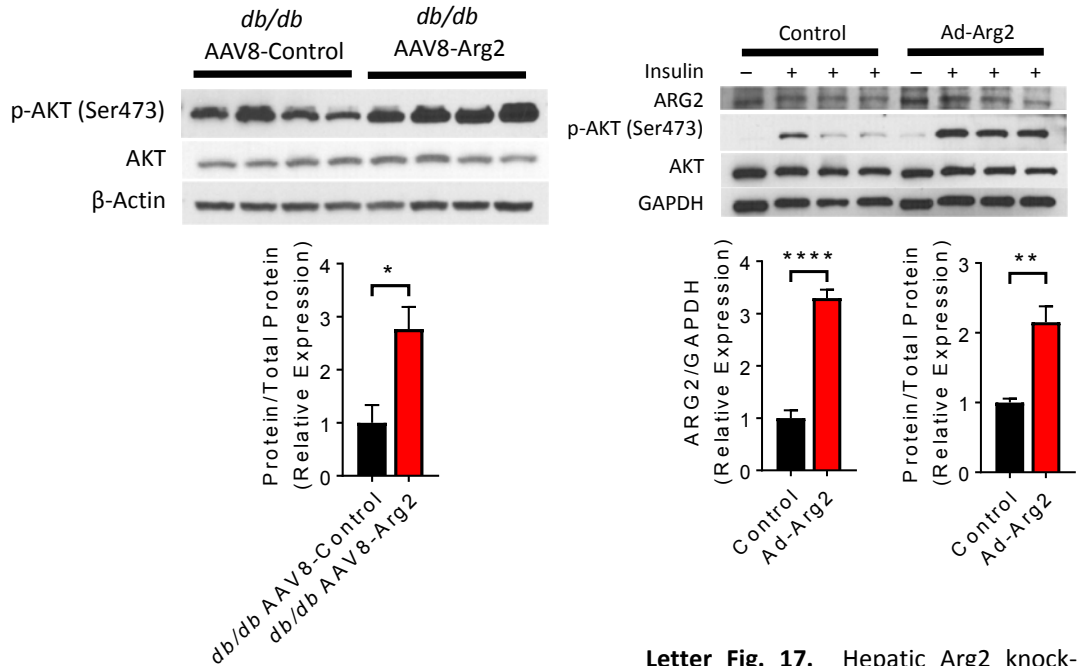 db/db
AAV8-Control
db/db
AAV8-Arg2
p-AKT (Ser473)
AKT
β-Actin
Protein/Total Protein
(Relative Expression)
4
3
2
1
0
*
db/db AAV8-Control
db/db AAV8-Arg2
Control
Ad-Arg2
Insulin – + + + – + + +
ARG2
p-AKT (Ser473)
AKT
GAPDH
ARG2/GAPDH
(Relative Expression)
4
3
2
1
0
****
Control
Ad-Arg2
Protein/Total Protein
(Relative Expression)
3
2
1
0
**
Control
Ad-Arg2
Letter Fig. 17. Hepatic Arg2 knock-